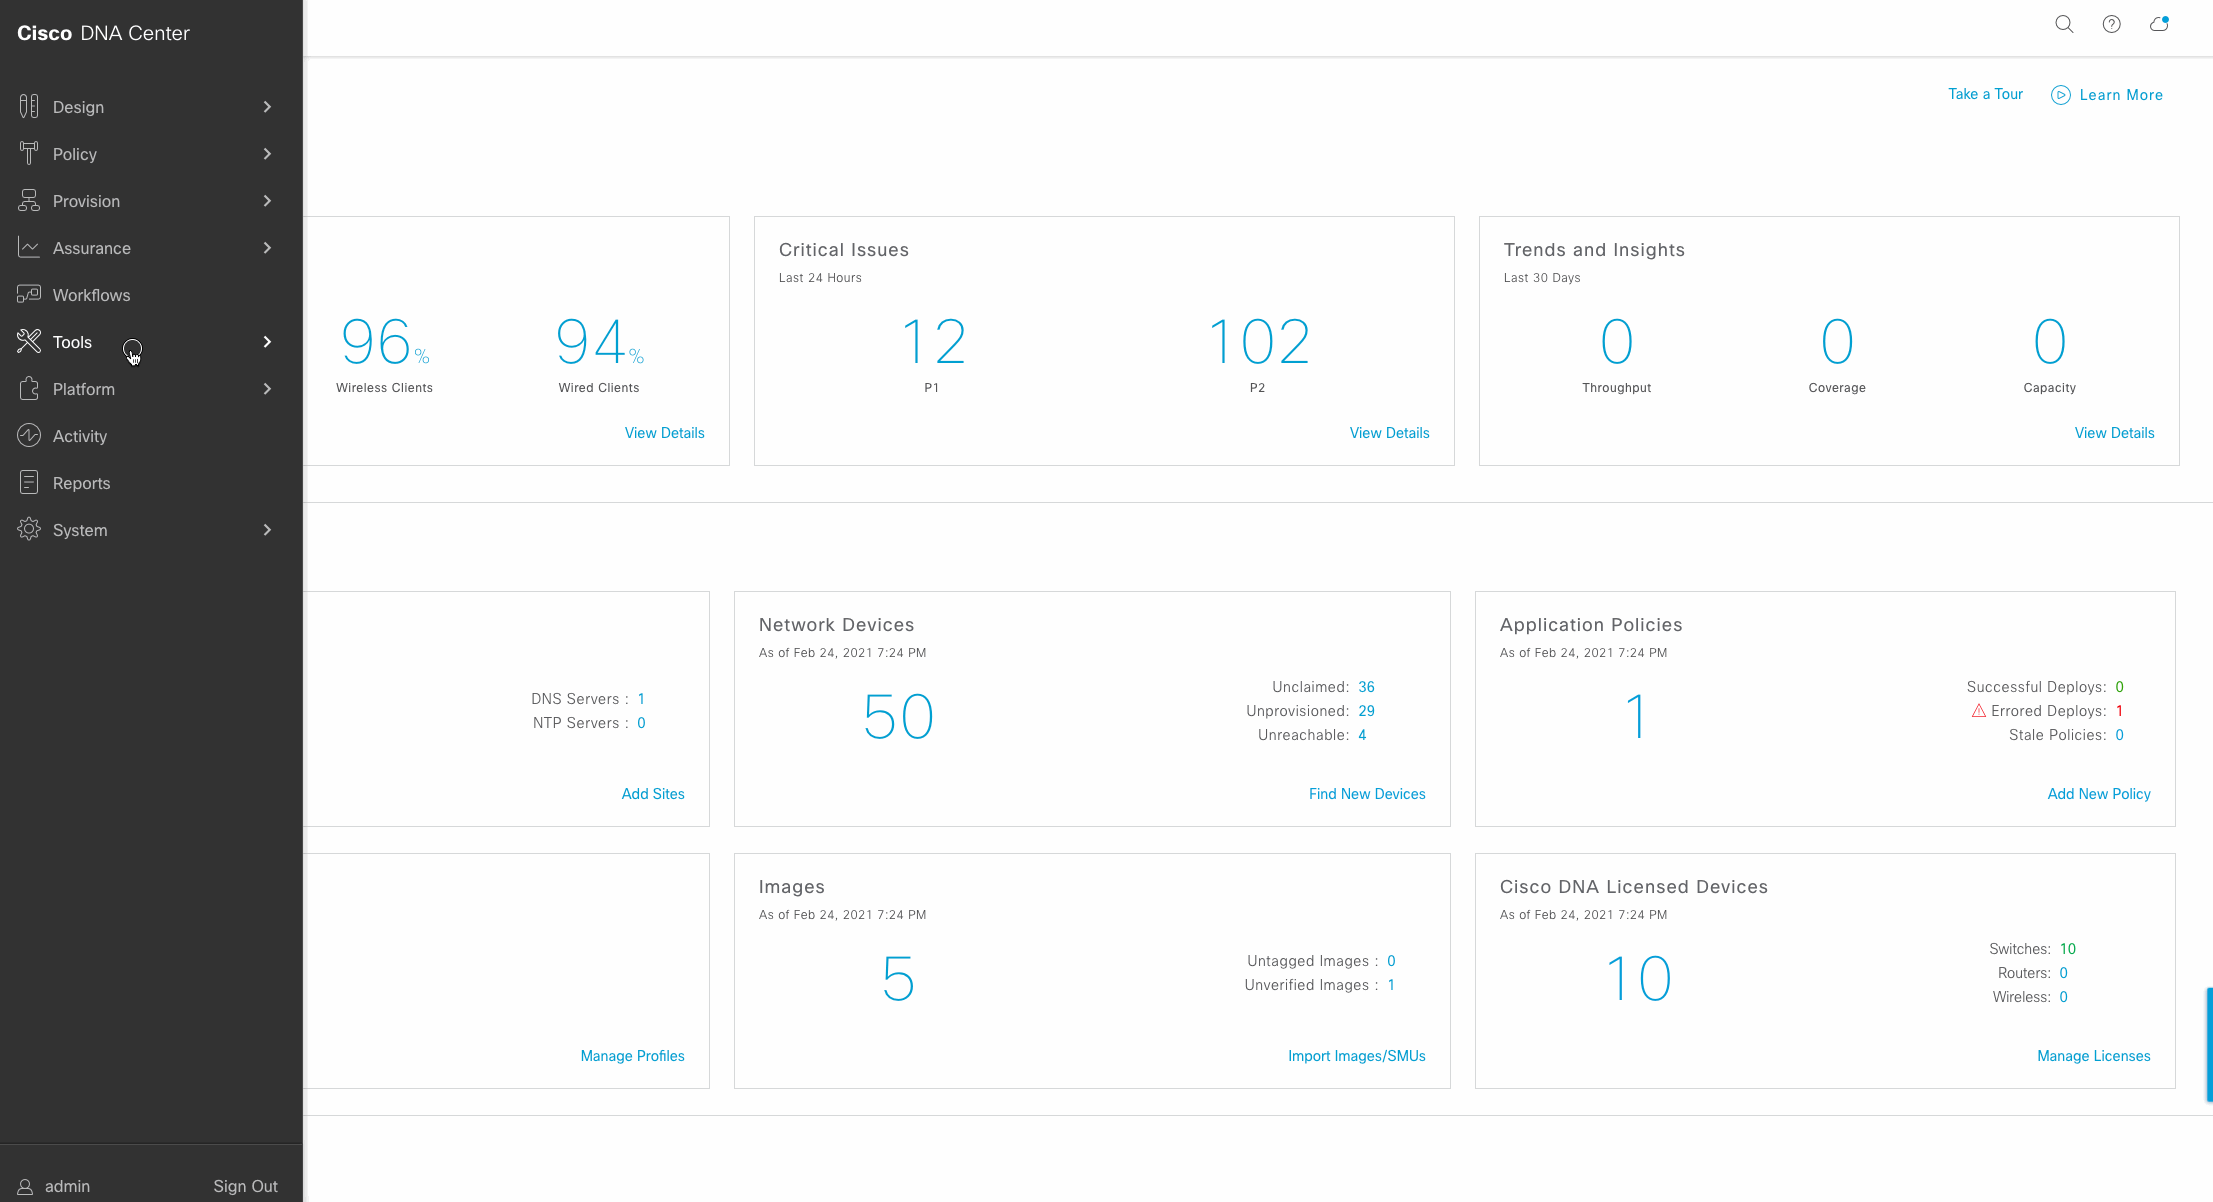 Cisco DNA Center
Design
Policy
Provision
Assurance
Workflows
Tools
Platform
Activity
Reports
System
admin
Sign Out
Take a Tour
Learn More
96%
Wireless Clients
94%
Wired Clients
View Details
Critical Issues
Last 24 Hours
12
P1
102
P2
View Details
Trends and Insights
Last 30 Days
0
Throughput
0
Coverage
0
Capacity
View Details
DNS Servers : 1
NTP Servers : 0
Add Sites
Network Devices
As of Feb 24, 2021 7:24 PM
50
Unclaimed: 36
Unprovisioned: 29
Unreachable: 4
Find New Devices
Application Policies
As of Feb 24, 2021 7:24 PM
1
Successful Deploys: 0
Errored Deploys: 1
Stale Policies: 0
Add New Policy
Manage Profiles
Images
As of Feb 24, 2021 7:24 PM
5
Untagged Images : 0
Unverified Images : 1
Import Images/SMUs
Cisco DNA Licensed Devices
As of Feb 24, 2021 7:24 PM
10
Switches: 10
Routers: 0
Wireless: 0
Manage Licenses